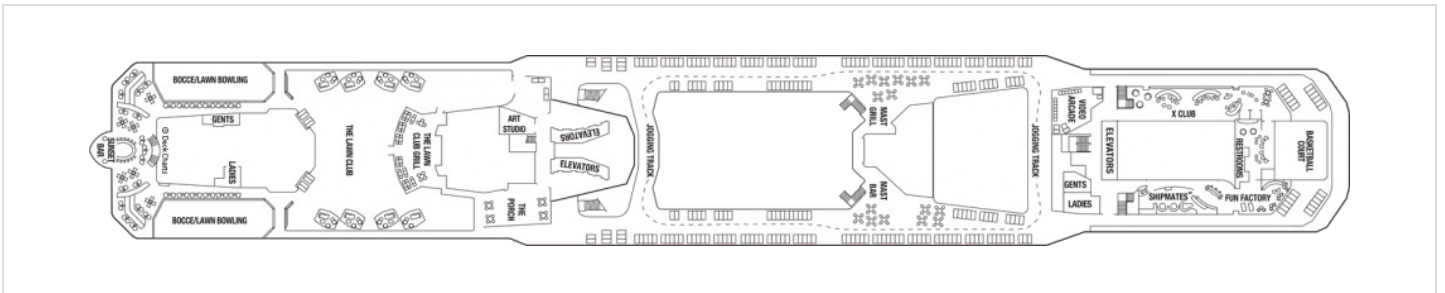 BOCCE/LAWN BOWLING
GENTS
SUNSET
BAR
© Deck Chairs
LADIES
BOCCE/LAWN BOWLING
THE LAWN CLUB
THE LAWN
CLUB GRILL
ART
STUDIO
ELEVATORS
ELEVATORS
THE
PORCH
JOGGING TRACK
MAST
GRILL
MAST
BAR
JOGGING TRACK
VIDEO
ARCADE
ELEVATORS
GENTS
LADIES
X CLUB
RESTROOMS
SHIPMATES
FUN FACTORY
BASKETBALL
COURT